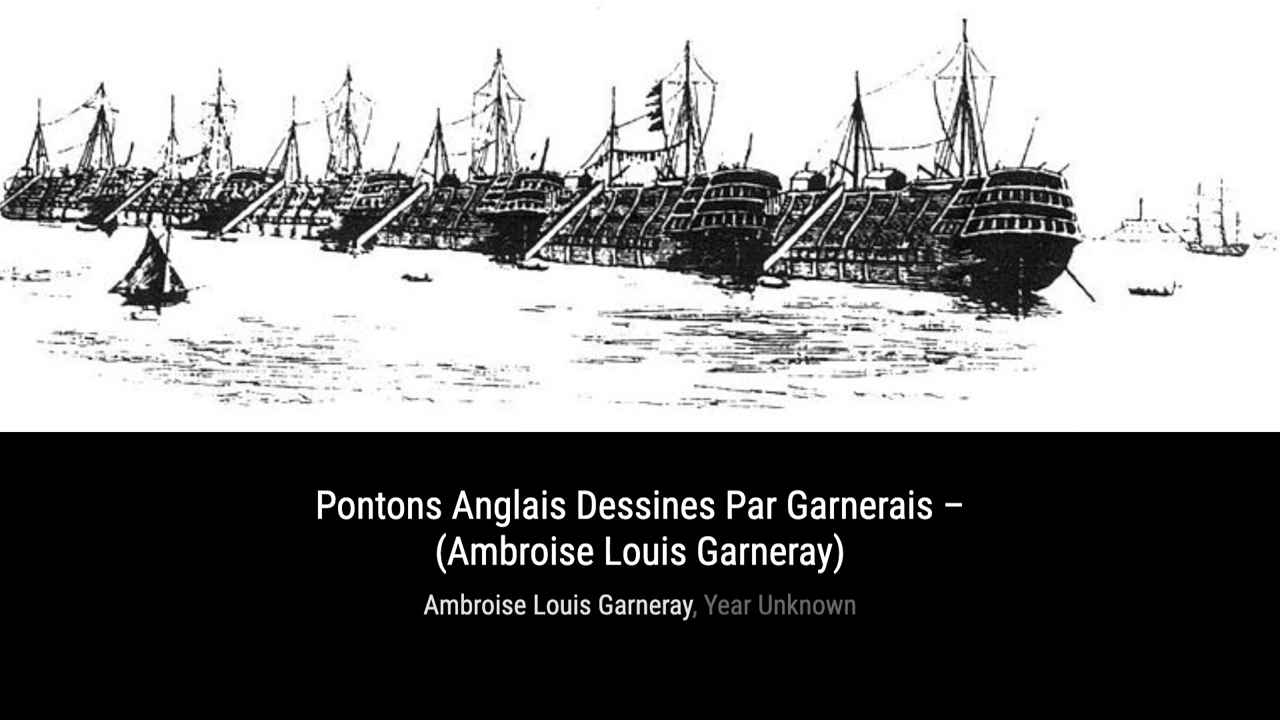 Pontons Anglais Dessines Par Garnerais –
(Ambroise Louis Garneray)
Ambroise Louis Garneray, Year Unknown